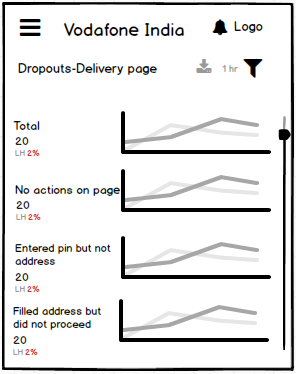 Vodafone India
Logo
Dropouts-Delivery page
1 hr
Total
20
LH 2%
No actions on page
20
LH 2%
Entered pin but not
address
20
LH 2%
Filled address but
did not proceed
20
LH 2%